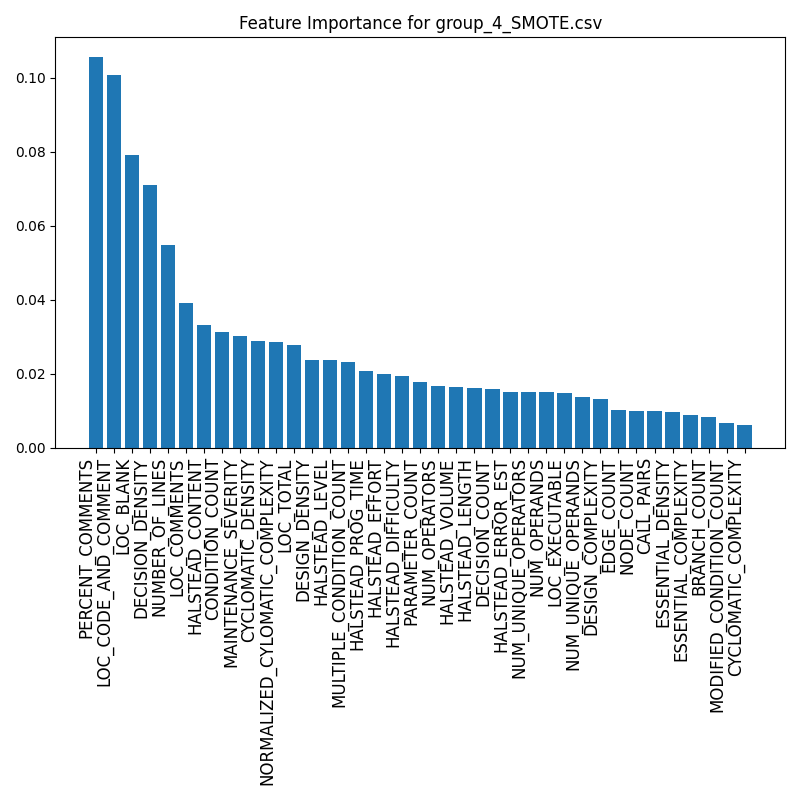 Feature Importance for group_4_SMOTE.csv
0.10
0.08
0.06
0.04
0.02
0.00
PERCENT_COMMENTS
LOC_CODE_AND_COMMENT
LOC_BLANK
DECISION_DENSITY
NUMBER_OF_LINES
LOC_COMMENTS
HALSTEAD_CONTENT
CONDITION_COUNT
MAINTENANCE_SEVERITY
CYCLOMATIC_DENSITY
NORMALIZED_CYLOMATIC_COMPLEXITY
LOC_TOTAL
DESIGN_DENSITY
HALSTEAD_LEVEL
MULTIPLE_CONDITION_COUNT
HALSTEAD_PROG_TIME
HALSTEAD_EFFORT
HALSTEAD_DIFFICULTY
PARAMETER_COUNT
NUM_OPERATORS
HALSTEAD_VOLUME
HALSTEAD_LENGTH
DECISION_COUNT
HALSTEAD_ERROR_EST
NUM_UNIQUE_OPERATORS
NUM_OPERANDS
LOC_EXECUTABLE
NUM_UNIQUE_OPERANDS
DESIGN_COMPLEXITY
EDGE_COUNT
NODE_COUNT
CALL_PAIRS
ESSENTIAL_DENSITY
ESSENTIAL_COMPLEXITY
BRANCH_COUNT
MODIFIED_CONDITION_COUNT
CYCLOMATIC_COMPLEXITY